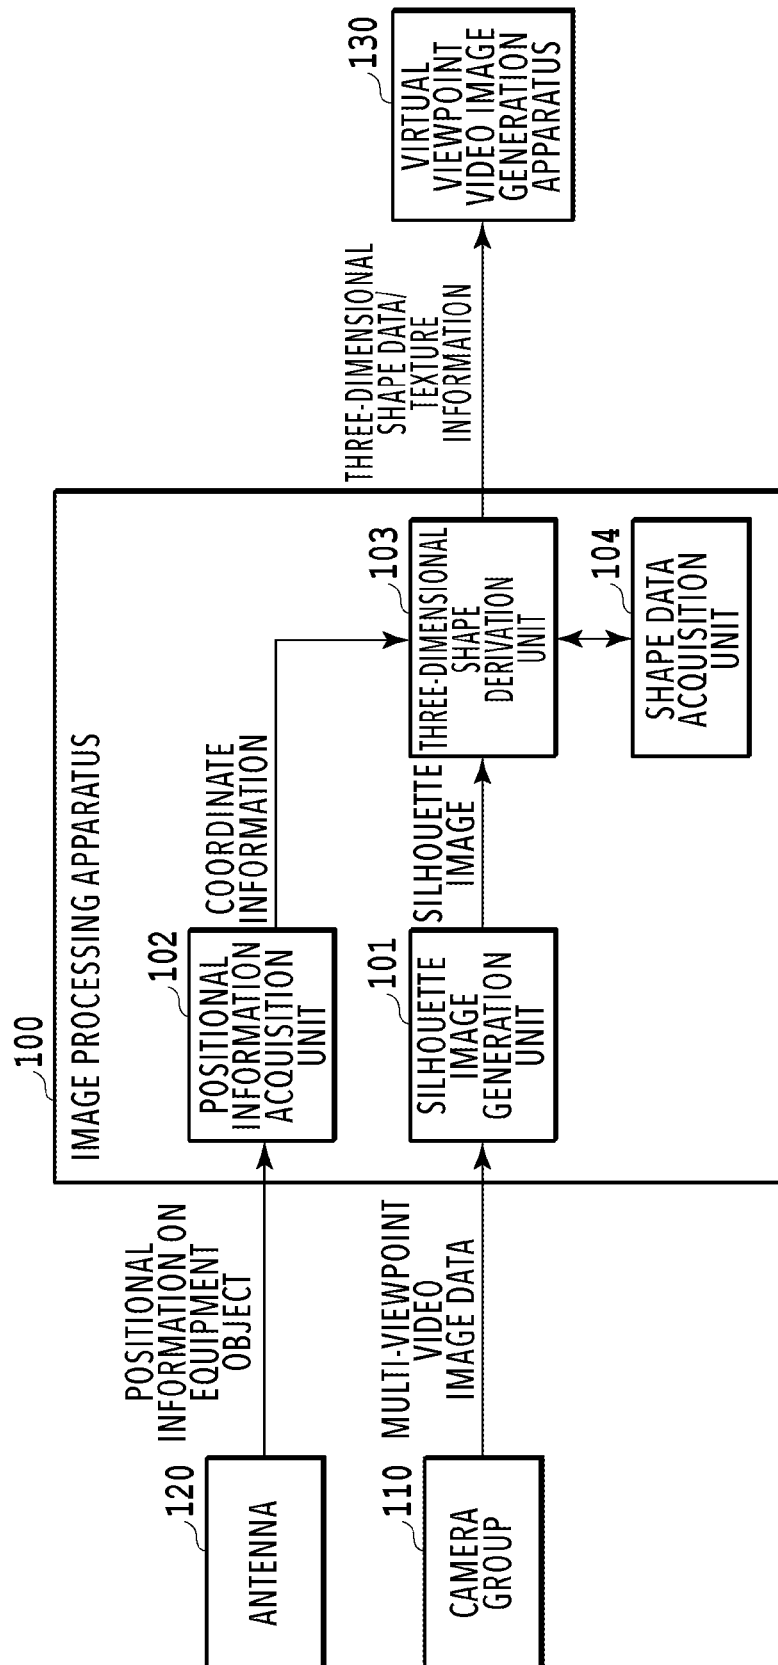 100
IMAGE PROCESSING APPARATUS
120
ANTENNA
POSITIONAL
INFORMATION ON
EQUIPMENT
OBJECT
102
POSITIONAL
INFORMATION
ACQUISITION
UNIT
COORDINATE
INFORMATION
110
CAMERA
GROUP
MULTI-VIEWPOINT
VIDEO
IMAGE DATA
101
SILHOUETTE
IMAGE
GENERATION
UNIT
SILHOUETTE
IMAGE
103
THREE-DIMENSIONAL
SHAPE
DERIVATION
UNIT
104
SHAPE DATA
ACQUISITION
UNIT
THREE-DIMENSIONAL
SHAPE DATA/
TEXTURE
INFORMATION
130
VIRTUAL
VIEWPOINT
VIDEO IMAGE
GENERATION
APPARATUS